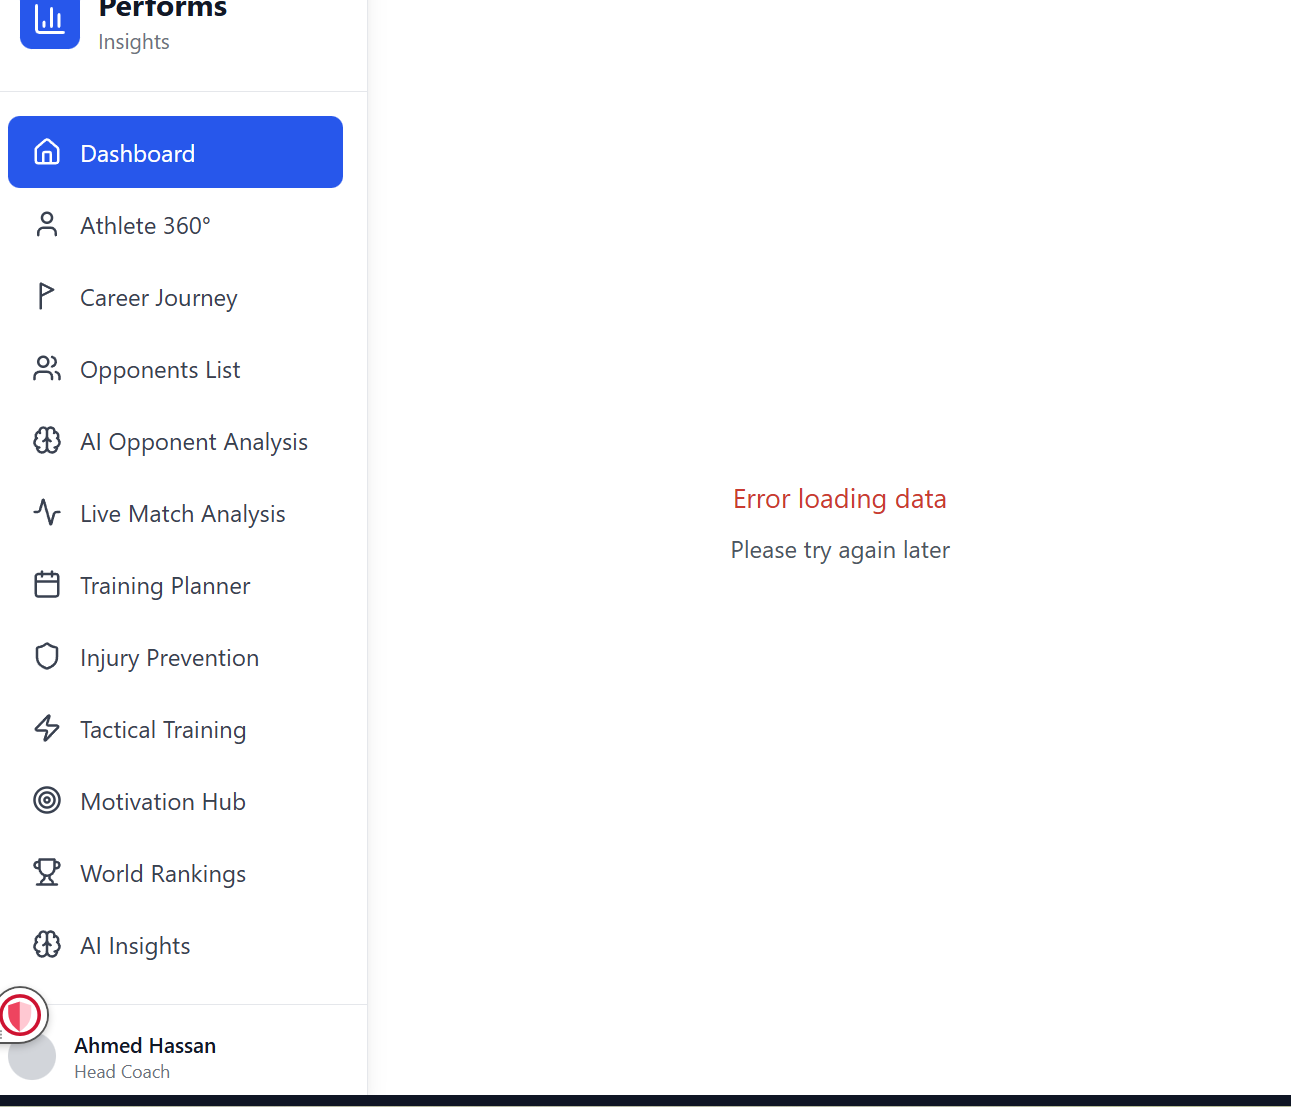 Performs
Insights
Dashboard
Athlete 360°
Career Journey
Opponents List
AI Opponent Analysis
Live Match Analysis
Training Planner
Injury Prevention
Tactical Training
Motivation Hub
World Rankings
AI Insights
Ahmed Hassan
Head Coach
Error loading data
Please try again later